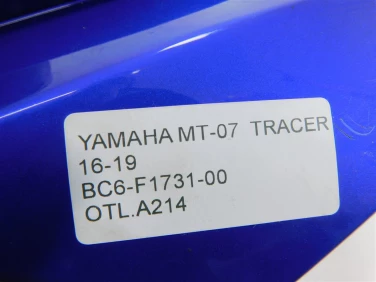 YAMAHA MT-07 TRACER
16-19
BC6-F1731-00
OTL.A214